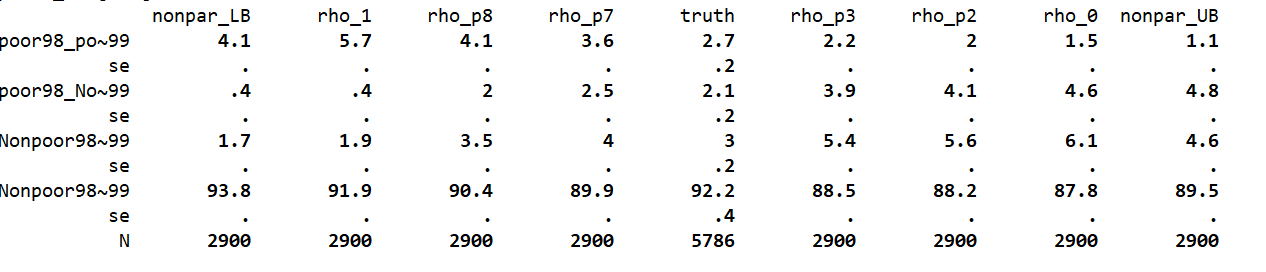 nonpar_LB rho_1 rho_p8 rho_p7 truth rho_p3 rho_p2 rho_0 nonpar_UB
poor98_po~99 4.1 5.7 4.1 3.6 2.7 2.2 2 1.5 1.1
se . . . . .2 . . . .
poor98_No~99 .4 .4 2 2.5 2.1 3.9 4.1 4.6 4.8
se . . . . .2 . . . .
Nonpoor98~99 1.7 1.9 3.5 4 3 5.4 5.6 6.1 4.6
se . . . . .2 . . . .
Nonpoor98~99 93.8 91.9 90.4 89.9 92.2 88.5 88.2 87.8 89.5
se . . . . .4 . . . .
N 2900 2900 2900 2900 5786 2900 2900 2900 2900